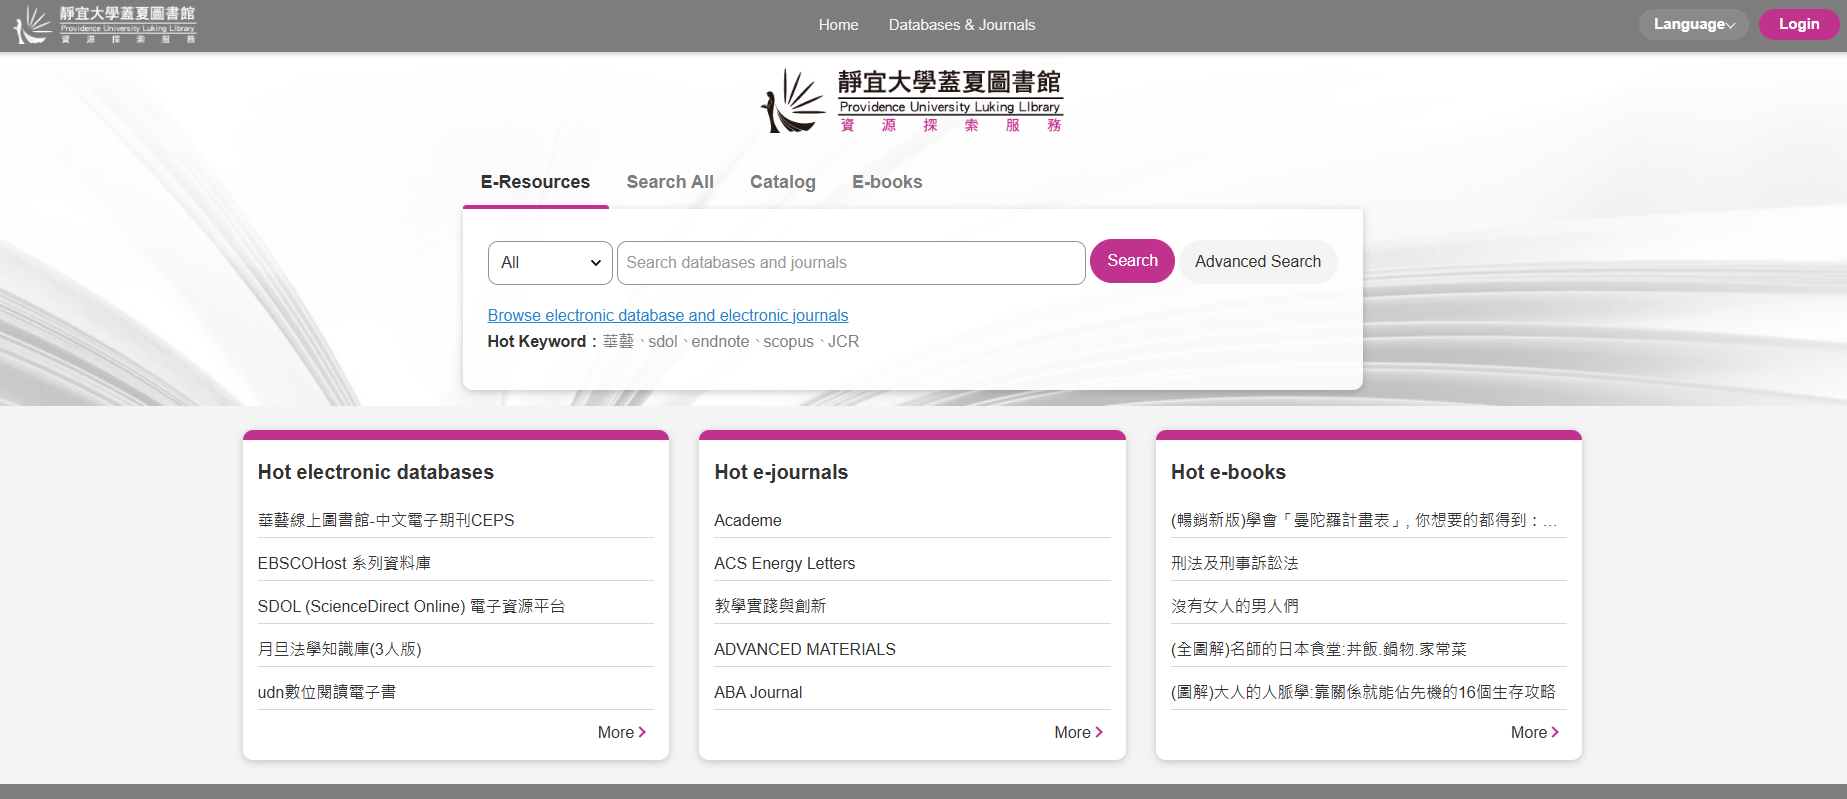 靜宜大學蓋夏圖書館
Providence University Luking LIbrary
資源探索服務
Home
Databases & Journals
Language
Login
靜宜大學蓋夏圖書館
Providence University Luking LIbrary
資源探索服務
E-Resources
Search All
Catalog
E-books
All
Search databases and journals
Search
Advanced Search
Browse electronic database and electronic journals
Hot Keyword：華藝、sdol、endnote、scopus、JCR
Hot electronic databases
華藝線上圖書館-中文電子期刊CEPS
EBSCOHost 系列資料庫
SDOL (ScienceDirect Online) 電子資源平台
月旦法學知識庫(3人版)
udn數位閱讀電子書
More
Hot e-journals
Academe
ACS Energy Letters
教學實踐與創新
ADVANCED MATERIALS
ABA Journal
More
Hot e-books
(暢銷新版)學會「曼陀羅計畫表」, 你想要的都得到：...
刑法及刑事訴訟法
沒有女人的男人們
(全圖解)名師的日本食堂:丼飯.鍋物.家常菜
(圖解)大人的人脈學:靠關係就能佔先機的16個生存攻略
More